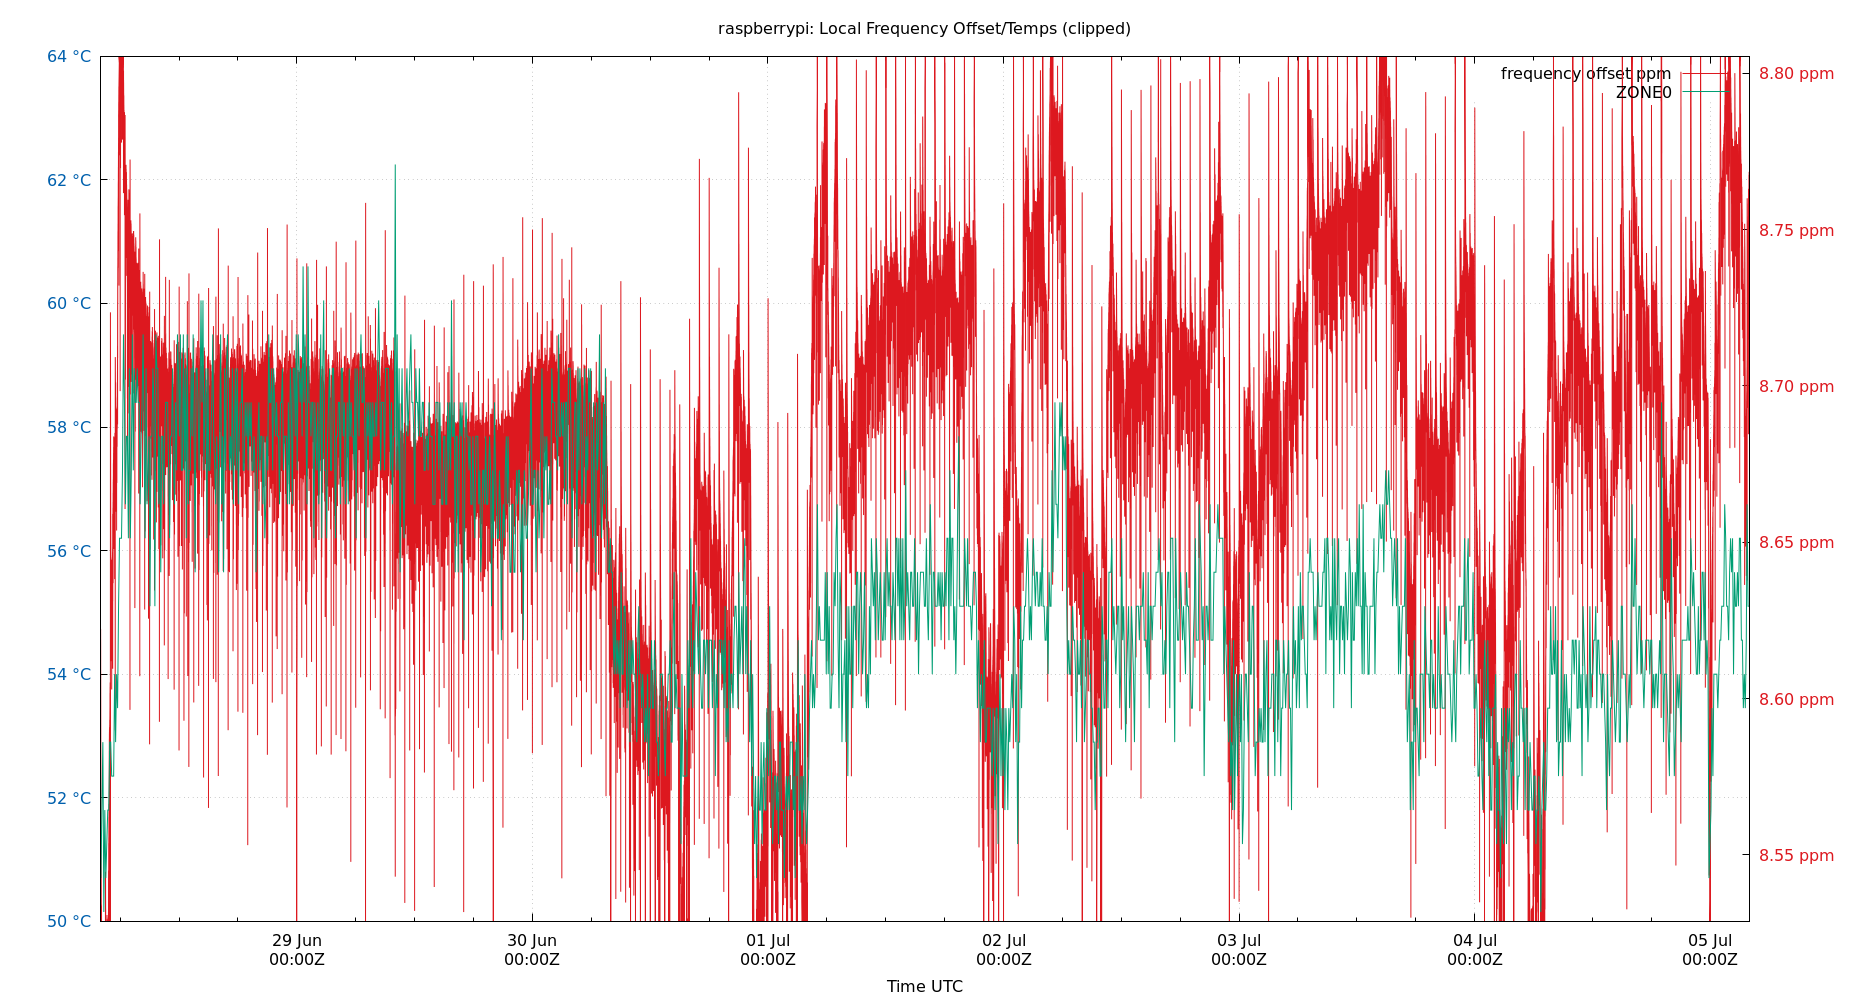 raspberrypi: Local Frequency Offset/Temps (clipped)
64 °C
62 °C
60 °C
58 °C
56 °C
54 °C
52 °C
50 °C
8.80 ppm
8.75 ppm
8.70 ppm
8.65 ppm
8.60 ppm
8.55 ppm
frequency offset ppm
ZONE0
29 Jun
00:00Z
30 Jun
00:00Z
01 Jul
00:00Z
02 Jul
00:00Z
03 Jul
00:00Z
04 Jul
00:00Z
05 Jul
00:00Z
Time UTC